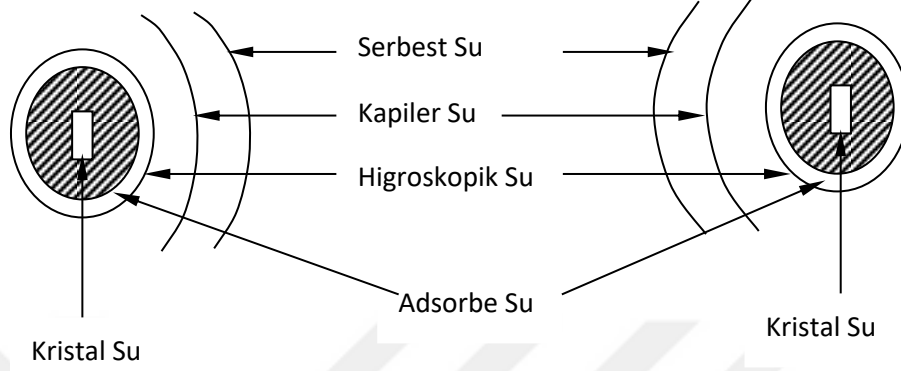 Serbest Su
Kapiler Su
Higroskopik Su
Adsorbe Su
Kristal Su
Kristal Su